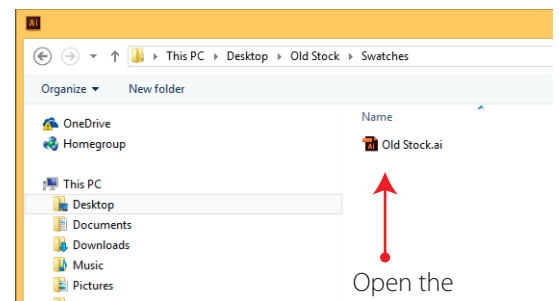 Ai
This PC Desktop Old Stock Swatches
Organize New folder
Name
OneDrive
Homegroup
Ai Old Stock.ai
This PC
Desktop
Documents
Downloads
Music
Pictures
Open the